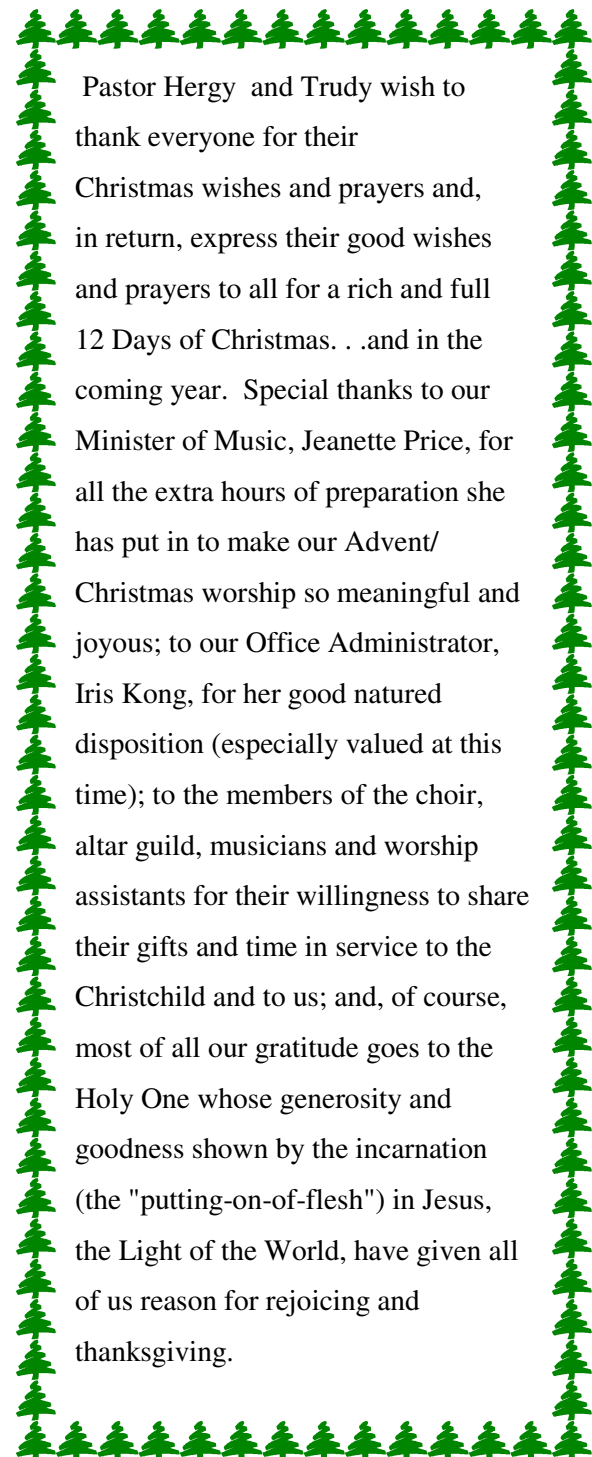 Pastor Hergy  and Trudy wish to
thank everyone for their
Christmas wishes and prayers and,
in return, express their good wishes
and prayers to all for a rich and full
12 Days of Christmas. . .and in the
coming year.  Special thanks to our
Minister of Music, Jeanette Price, for
all the extra hours of preparation she
has put in to make our Advent/
Christmas worship so meaningful and
joyous; to our Office Administrator,
Iris Kong, for her good natured
disposition (especially valued at this
time); to the members of the choir,
altar guild, musicians and worship
assistants for their willingness to share
their gifts and time in service to the
Christchild and to us; and, of course,
most of all our gratitude goes to the
Holy One whose generosity and
goodness shown by the incarnation
(the "putting-on-of-flesh") in Jesus,
the Light of the World, have given all
of us reason for rejoicing and
thanksgiving.